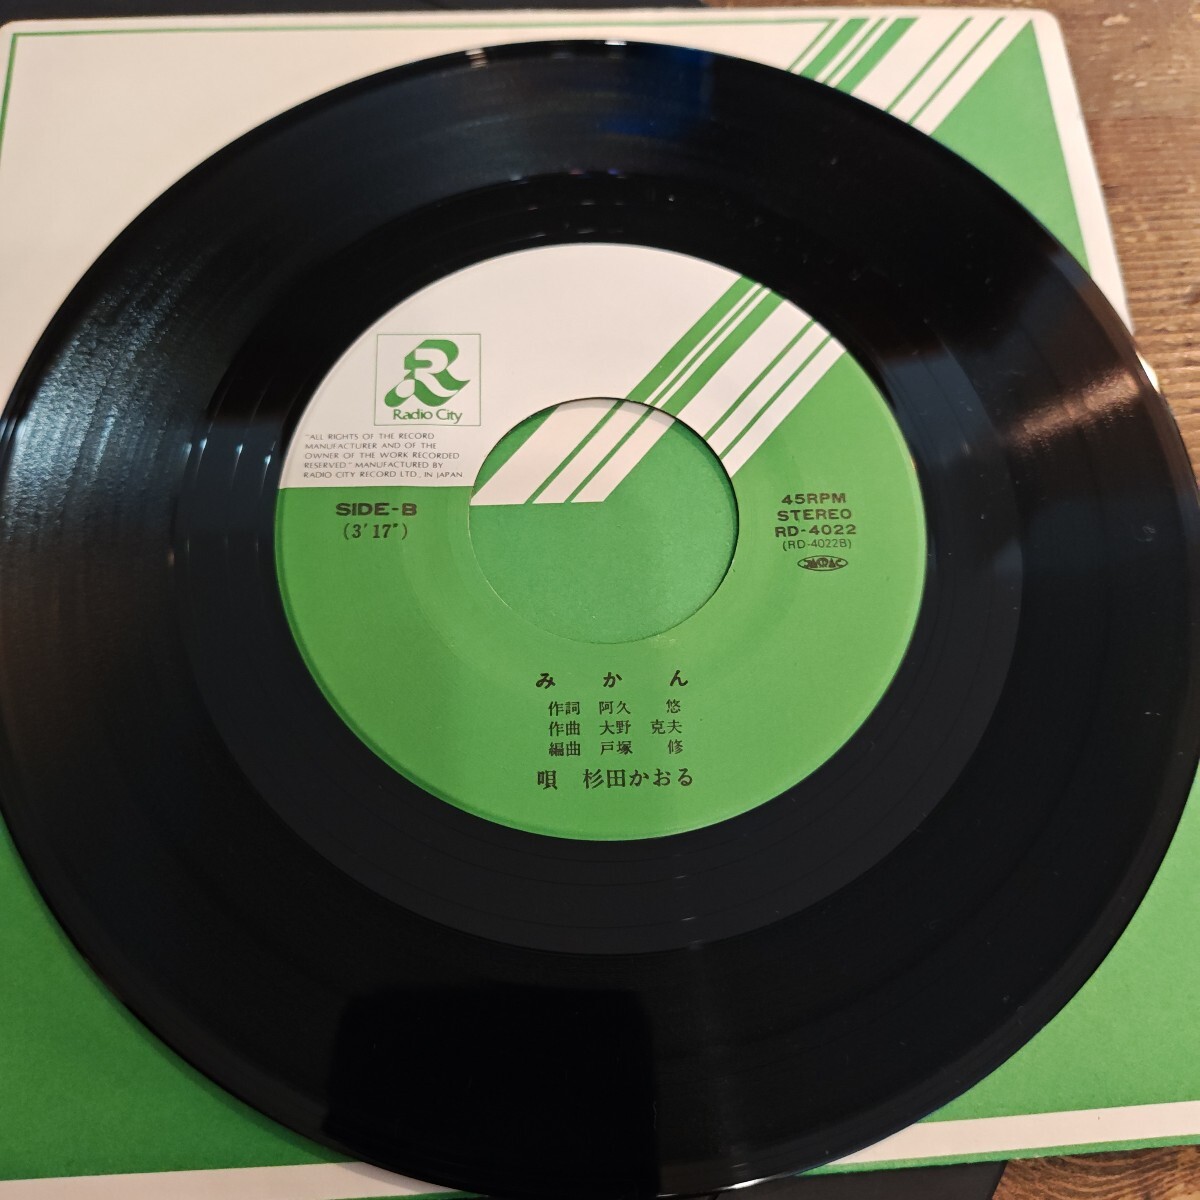 Radio City
"ALL RIGHTS OF THE RECORD
MANUFACTURER AND OF THE
OWNER OF THE WORK RECORDED
RESERVED." MANUFACTURED BY
RADIO CITY RECORD LTD., IN JAPAN.
SIDE-B
(3′17″)
45RPM
STEREO
RD-4022
(RD-4022B)
みかん
作詞 阿久 悠
作曲 大野 克夫
編曲 戸塚 修
唄 杉田かおる